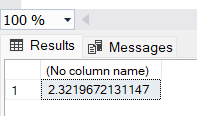 100 %
Results Messages
(No column name)
1 2.3219672131147